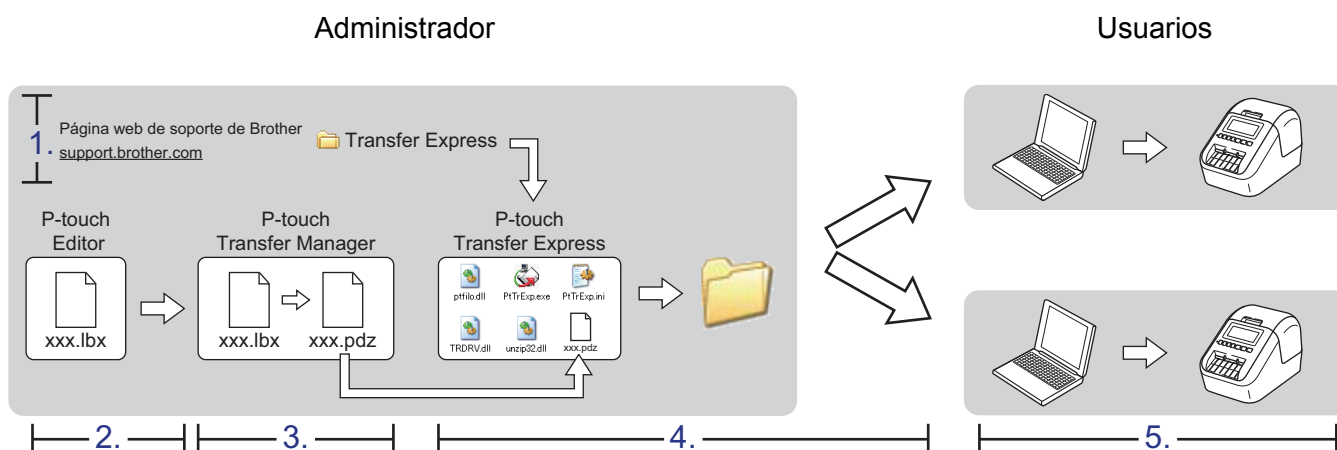 Administrador
Usuarios
1.
Página web de soporte de Brother
support.brother.com
Transfer Express
P-touch
Editor
xxx.lbx
P-touch
Transfer Manager
xxx.lbx
xxx.pdz
P-touch
Transfer Express
ptfilo.dll
PtTrExp.exe
PtTrExp.ini
TRDRV.dll
unzip32.dll
xxx.pdz
2.
3.
4.
5.